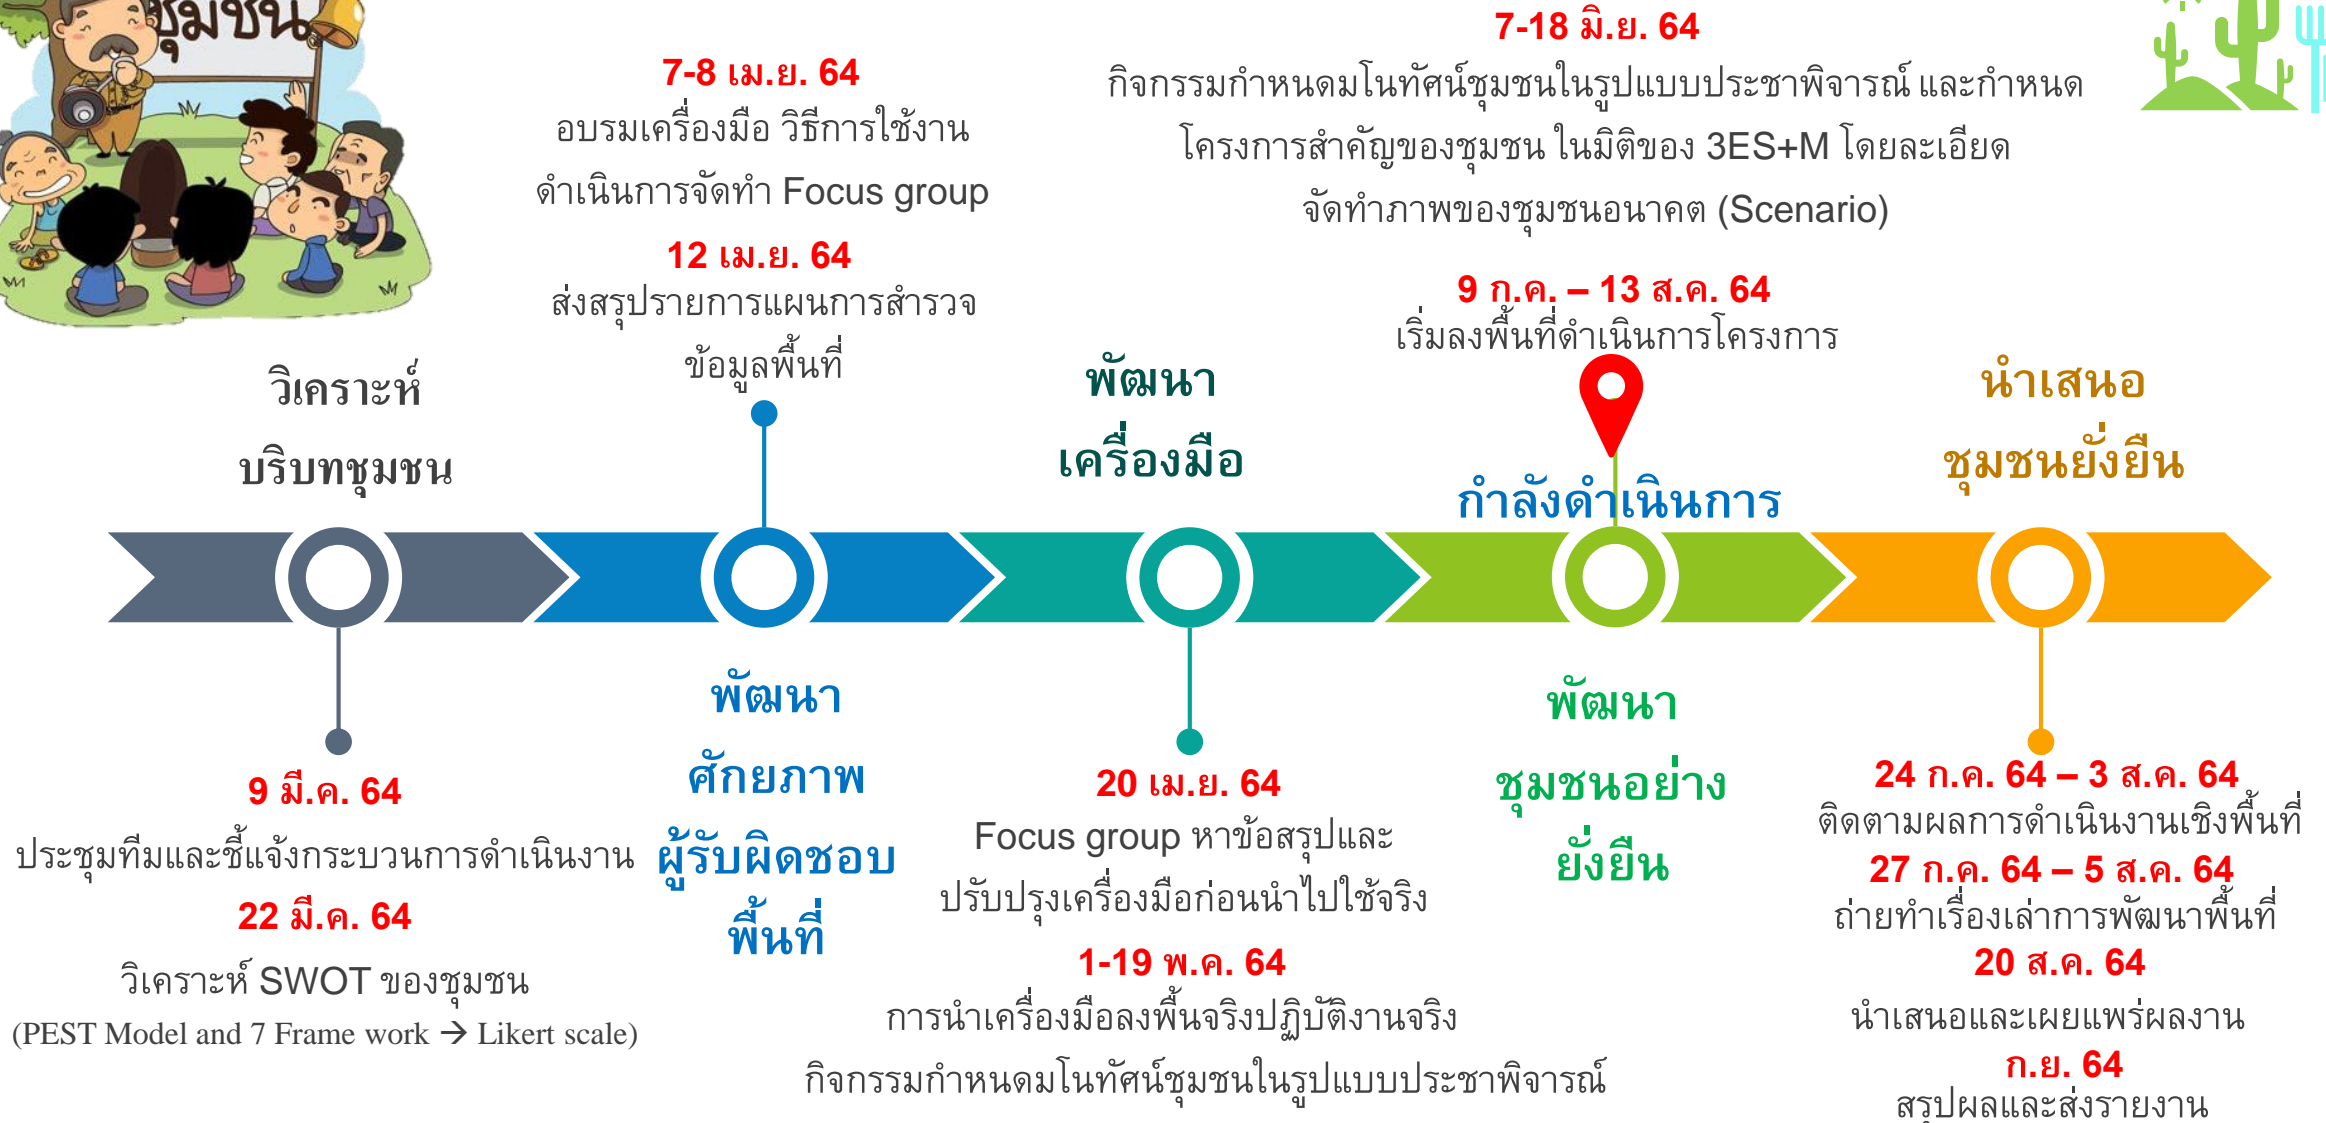 ชุมชน
7-8 เม.ย. 64
อบรมเครื่องมือ วิธีการใช้งาน
ดำเนินการจัดทำ Focus group
12 เม.ย. 64
ส่งสรุปรายการแผนการสำรวจ
ข้อมูลพื้นที่
7-18 มิ.ย. 64
กิจกรรมกำหนดมโนทัศน์ชุมชนในรูปแบบประชาพิจารณ์ และกำหนด
โครงการสำคัญของชุมชน ในมิติของ 3ES+M โดยละเอียด
จัดทำภาพของชุมชนอนาคต (Scenario)
9 ก.ค. – 13 ส.ค. 64
เริ่มลงพื้นที่ดำเนินการโครงการ
วิเคราะห์
บริบทชุมชน
พัฒนา
เครื่องมือ
กำลังดำเนินการ
นำเสนอ
ชุมชนยั่งยืน
9 มี.ค. 64
ประชุมทีมและชี้แจ้งกระบวนการดำเนินงาน
22 มี.ค. 64
วิเคราะห์ SWOT ของชุมชน
(PEST Model and 7 Frame work → Likert scale)
พัฒนา
ศักยภาพ
ผู้รับผิดชอบ
พื้นที่
20 เม.ย. 64
Focus group หาข้อสรุปและ
ปรับปรุงเครื่องมือก่อนนำไปใช้จริง
1-19 พ.ค. 64
การนำเครื่องมือลงพื้นจริงปฏิบัติงานจริง
กิจกรรมกำหนดมโนทัศน์ชุมชนในรูปแบบประชาพิจารณ์
พัฒนา
ชุมชนอย่าง
ยั่งยืน
24 ก.ค. 64 – 3 ส.ค. 64
ติดตามผลการดำเนินงานเชิงพื้นที่
27 ก.ค. 64 – 5 ส.ค. 64
ถ่ายทำเรื่องเล่าการพัฒนาพื้นที่
20 ส.ค. 64
นำเสนอและเผยแพร่ผลงาน
ก.ย. 64
สรุปผลและส่งรายงาน